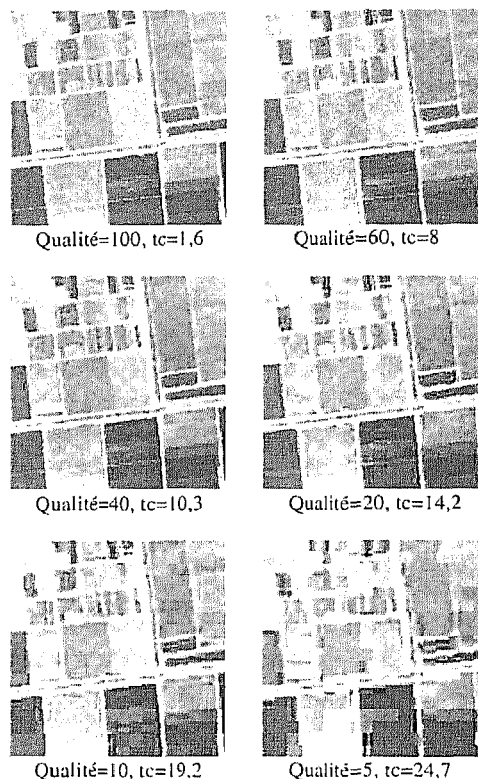 Qualité=100, tc=1,6
Qualité=60, tc=8
Qualité=40, tc=10,3
Qualité=20, tc=14,2
Qualité=10, tc=19,2
Qualité=5, tc=24,7